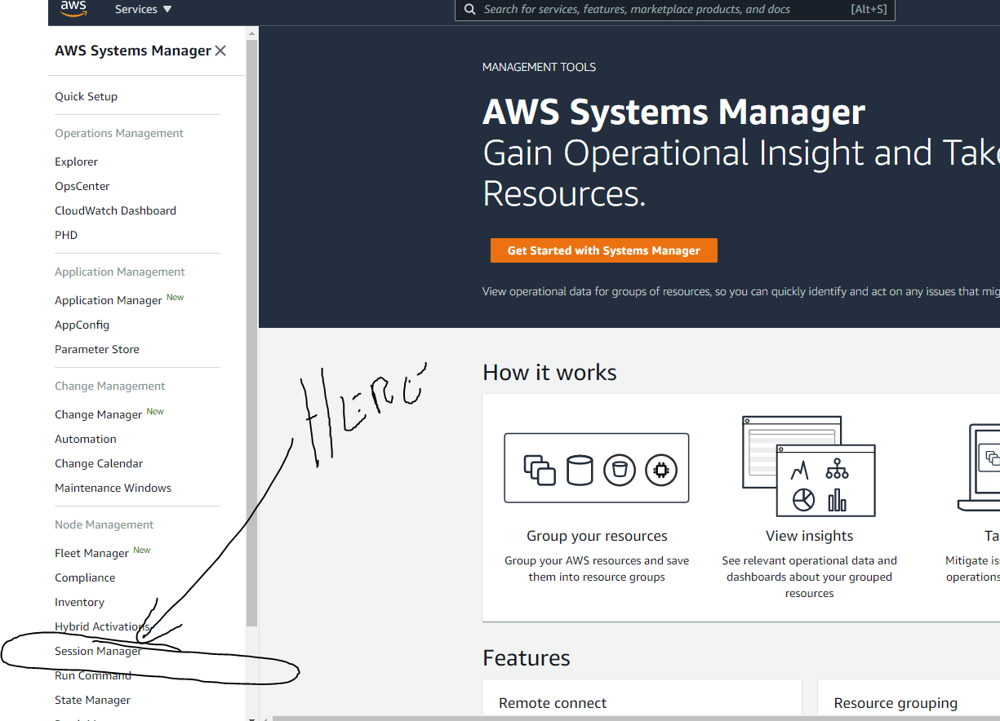 aws
Services ▼
Search for services, features, marketplace products, and docs [Alt+S]
AWS Systems Manager
Quick Setup
Operations Management
Explorer
OpsCenter
CloudWatch Dashboard
PHD
Application Management
Application Manager New
AppConfig
Parameter Store
Change Management
Change Manager New
Automation
Change Calendar
Maintenance Windows
Node Management
Fleet Manager New
Compliance
Inventory
Hybrid Activations
Session Manager
Run Command
State Manager
HERE
MANAGEMENT TOOLS
AWS Systems Manager
Gain Operational Insight and Take
Resources.
Get Started with Systems Manager
View operational data for groups of resources, so you can quickly identify and act on any issues that mig
How it works
Group your resources
Group your AWS resources and save
them into resource groups
View insights
See relevant operational data and
dashboards about your grouped
resources
Ta
Mitigate is
operations
Features
Remote connect
Resource grouping